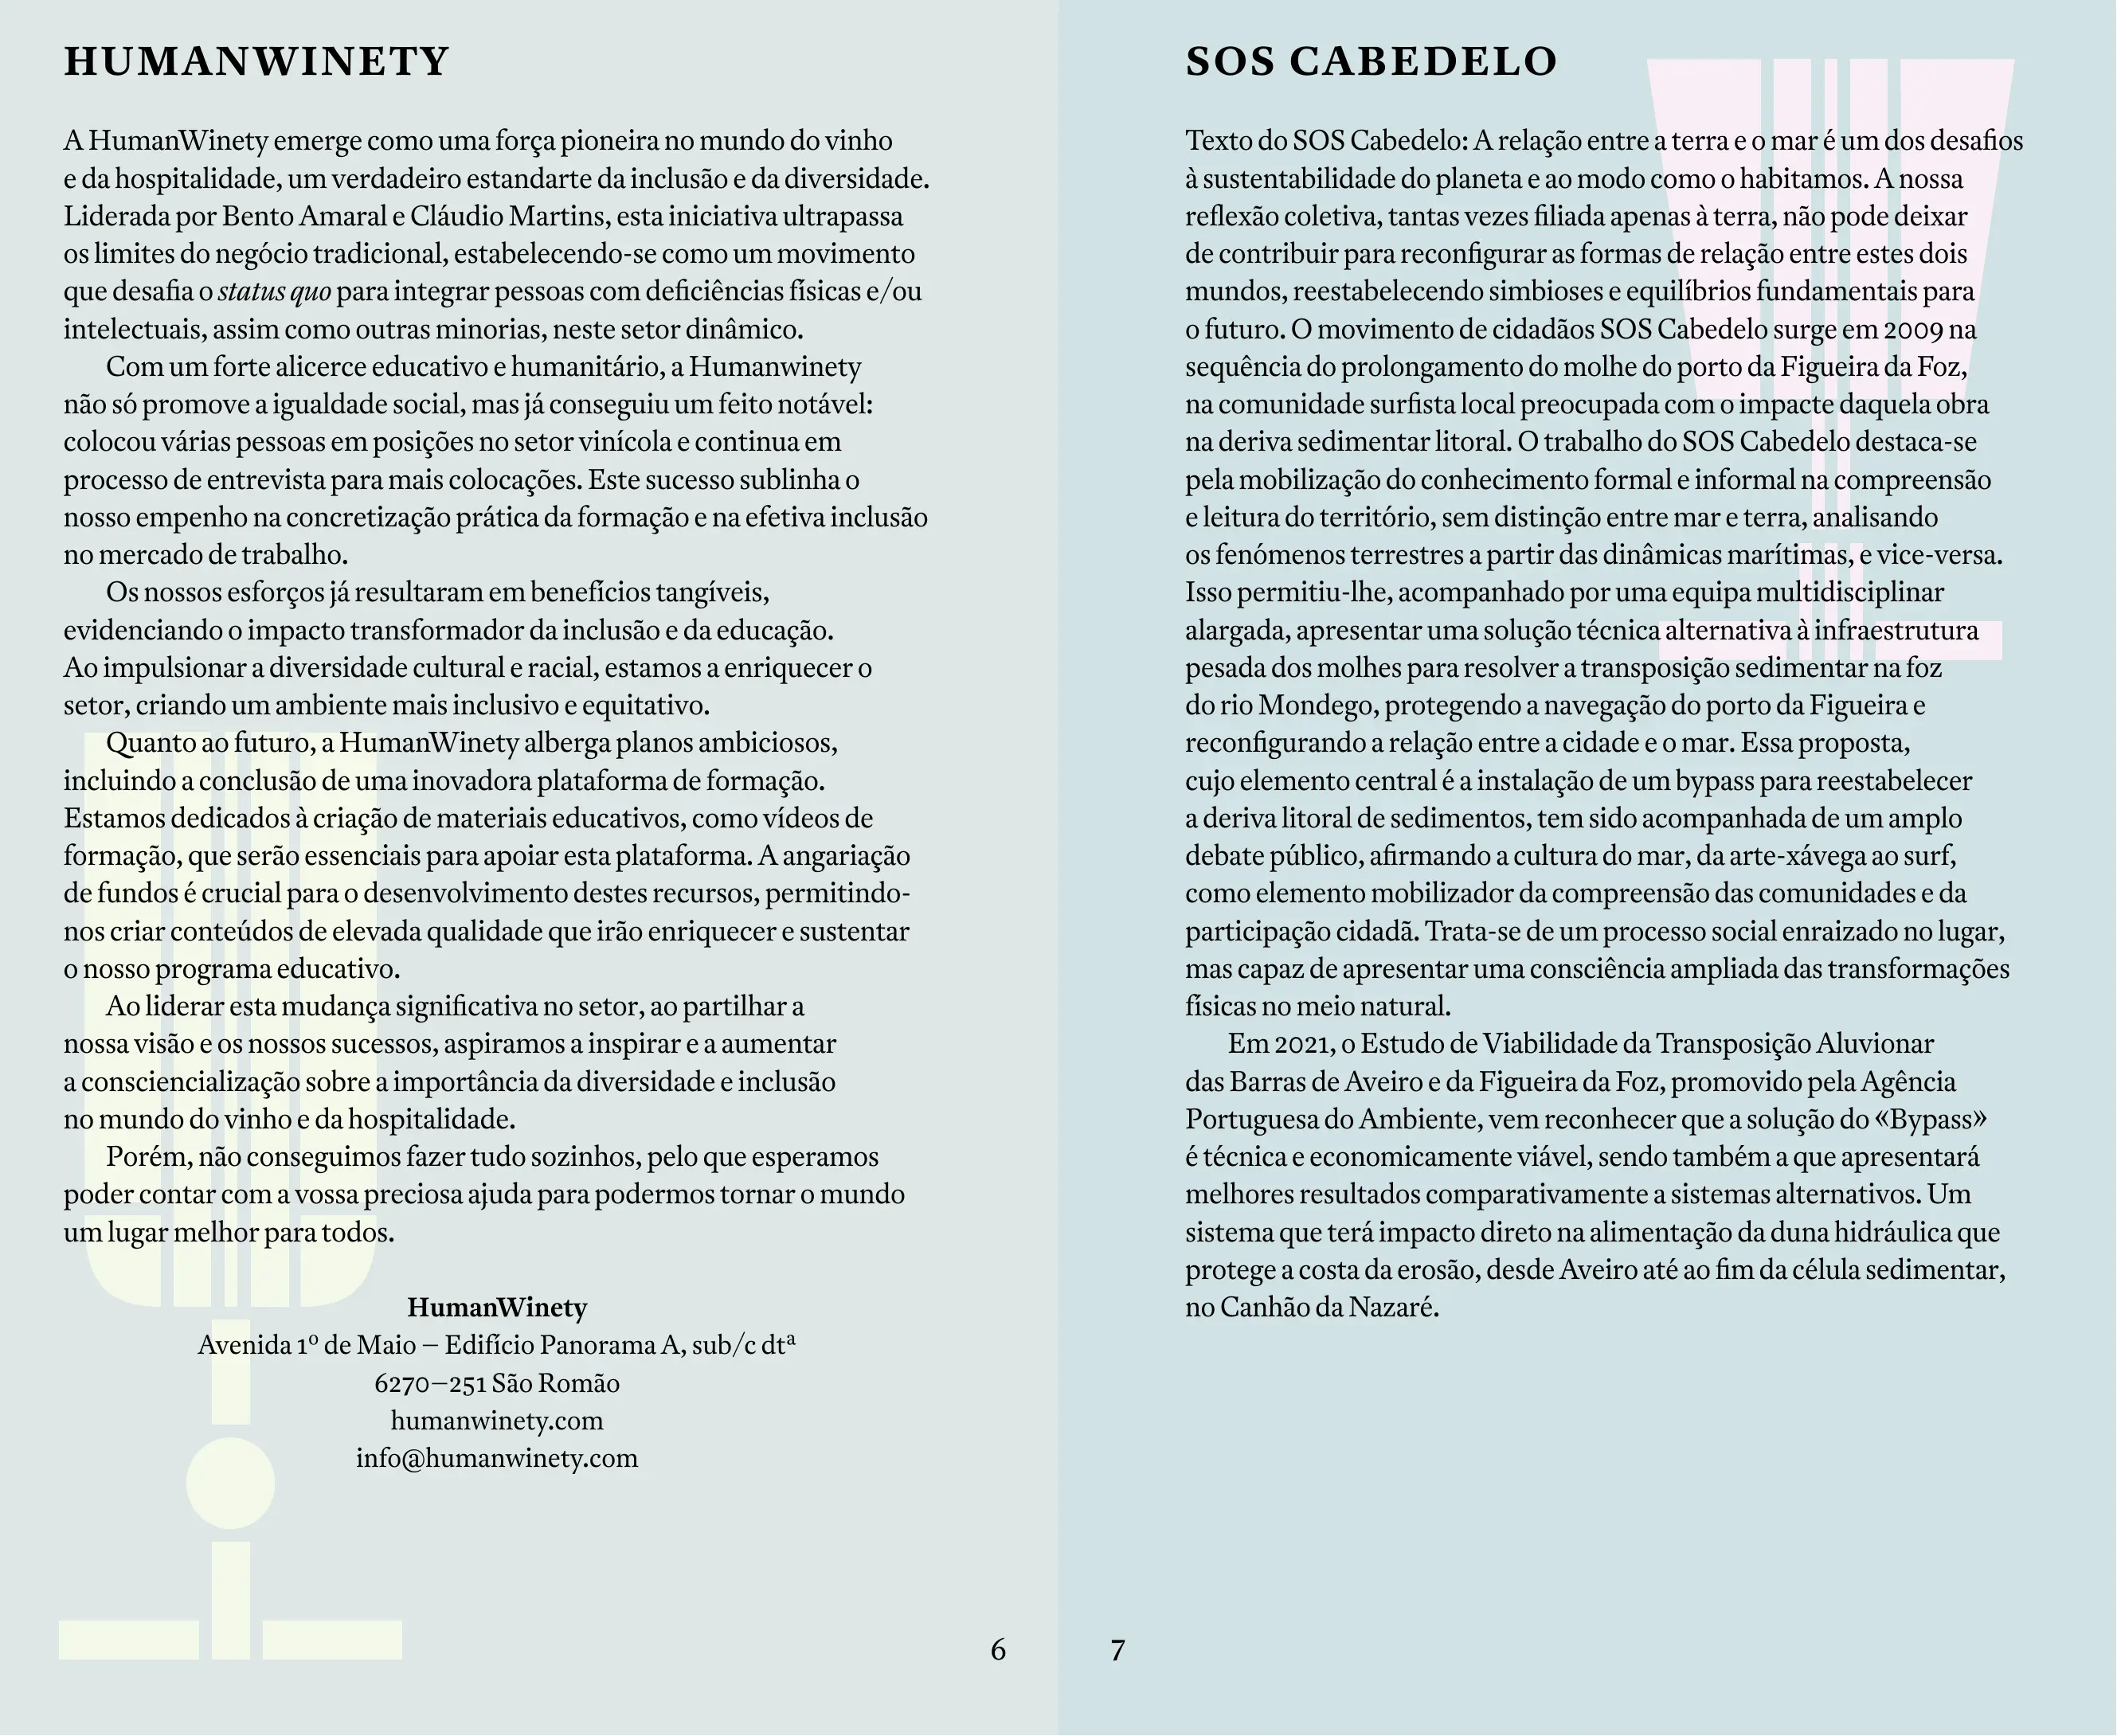 HUMANWINETY
A HumanWinety emerge como uma força pioneira no mundo do vinho
e da hospitalidade, um verdadeiro estandarte da inclusão e da diversidade.
Liderada por Bento Amaral e Cláudio Martins, esta iniciativa ultrapassa
os limites do negócio tradicional, estabelecendo-se como um movimento
que desafia o status quo para integrar pessoas com deficiências físicas e/ou
intelectuais, assim como outras minorias, neste setor dinâmico.
Com um forte alicerce educativo e humanitário, a Humanwinety
não só promove a igualdade social, mas já conseguiu um feito notável:
colocou várias pessoas em posições no setor vinícola e continua em
processo de entrevista para mais colocações. Este sucesso sublinha o
nosso empenho na concretização prática da formação e na efetiva inclusão
no mercado de trabalho.
Os nossos esforços já resultaram em benefícios tangíveis,
evidenciando o impacto transformador da inclusão e da educação.
Ao impulsionar a diversidade cultural e racial, estamos a enriquecer o
setor, criando um ambiente mais inclusivo e equitativo.
Quanto ao futuro, a HumanWinety alberga planos ambiciosos,
incluindo a conclusão de uma inovadora plataforma de formação.
Estamos dedicados à criação de materiais educativos, como vídeos de
formação, que serão essenciais para apoiar esta plataforma. A angariação
de fundos é crucial para o desenvolvimento destes recursos, permitindo-
nos criar conteúdos de elevada qualidade que irão enriquecer e sustentar
o nosso programa educativo.
Ao liderar esta mudança significativa no setor, ao partilhar a
nossa visão e os nossos sucessos, aspiramos a inspirar e a aumentar
a consciencialização sobre a importância da diversidade e inclusão
no mundo do vinho e da hospitalidade.
Porém, não conseguimos fazer tudo sozinhos, pelo que esperamos
poder contar com a vossa preciosa ajuda para podermos tornar o mundo
um lugar melhor para todos.
HumanWinety
Avenida 1º de Maio – Edifício Panorama A, sub/c dtª
6270–251 São Romão
humanwinety.com
info@humanwinety.com
6
SOS CABEDELO
Texto do SOS Cabedelo: A relação entre a terra e o mar é um dos desafios
à sustentabilidade do planeta e ao modo como o habitamos. A nossa
reflexão coletiva, tantas vezes filiada apenas à terra, não pode deixar
de contribuir para reconfigurar as formas de relação entre estes dois
mundos, reestabelecendo simbioses e equilíbrios fundamentais para
o futuro. O movimento de cidadãos SOS Cabedelo surge em 2009 na
sequência do prolongamento do molhe do porto da Figueira da Foz,
na comunidade surfista local preocupada com o impacte daquela obra
na deriva sedimentar litoral. O trabalho do SOS Cabedelo destaca-se
pela mobilização do conhecimento formal e informal na compreensão
e leitura do território, sem distinção entre mar e terra, analisando
os fenómenos terrestres a partir das dinâmicas marítimas, e vice-versa.
Isso permitiu-lhe, acompanhado por uma equipa multidisciplinar
alargada, apresentar uma solução técnica alternativa à infraestrutura
pesada dos molhes para resolver a transposição sedimentar na foz
do rio Mondego, protegendo a navegação do porto da Figueira e
reconfigurando a relação entre a cidade e o mar. Essa proposta,
cujo elemento central é a instalação de um bypass para reestabelecer
a deriva litoral de sedimentos, tem sido acompanhada de um amplo
debate público, afirmando a cultura do mar, da arte-xávega ao surf,
como elemento mobilizador da compreensão das comunidades e da
participação cidadã. Trata-se de um processo social enraizado no lugar,
mas capaz de apresentar uma consciência ampliada das transformações
físicas no meio natural.
Em 2021, o Estudo de Viabilidade da Transposição Aluvionar
das Barras de Aveiro e da Figueira da Foz, promovido pela Agência
Portuguesa do Ambiente, vem reconhecer que a solução do «Bypass»
é técnica e economicamente viável, sendo também a que apresentará
melhores resultados comparativamente a sistemas alternativos. Um
sistema que terá impacto direto na alimentação da duna hidráulica que
protege a costa da erosão, desde Aveiro até ao fim da célula sedimentar,
no Canhão da Nazaré.
7